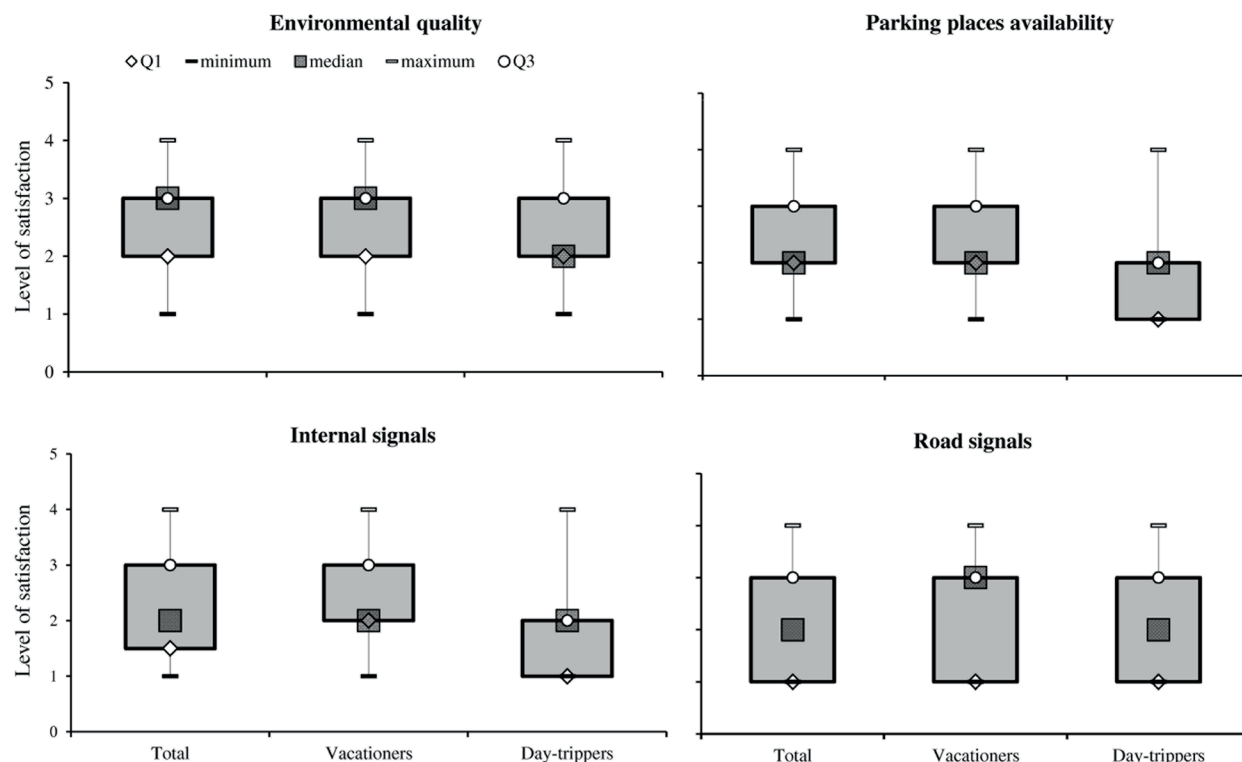 Environmental quality
Parking places availability
Q1 minimum median maximum Q3
Level of satisfaction
5
4
3
2
1
0
Internal signals
Road signals
Level of satisfaction
5
4
3
2
1
0
Total Vacationers Day-trippers
Total Vacationers Day-trippers